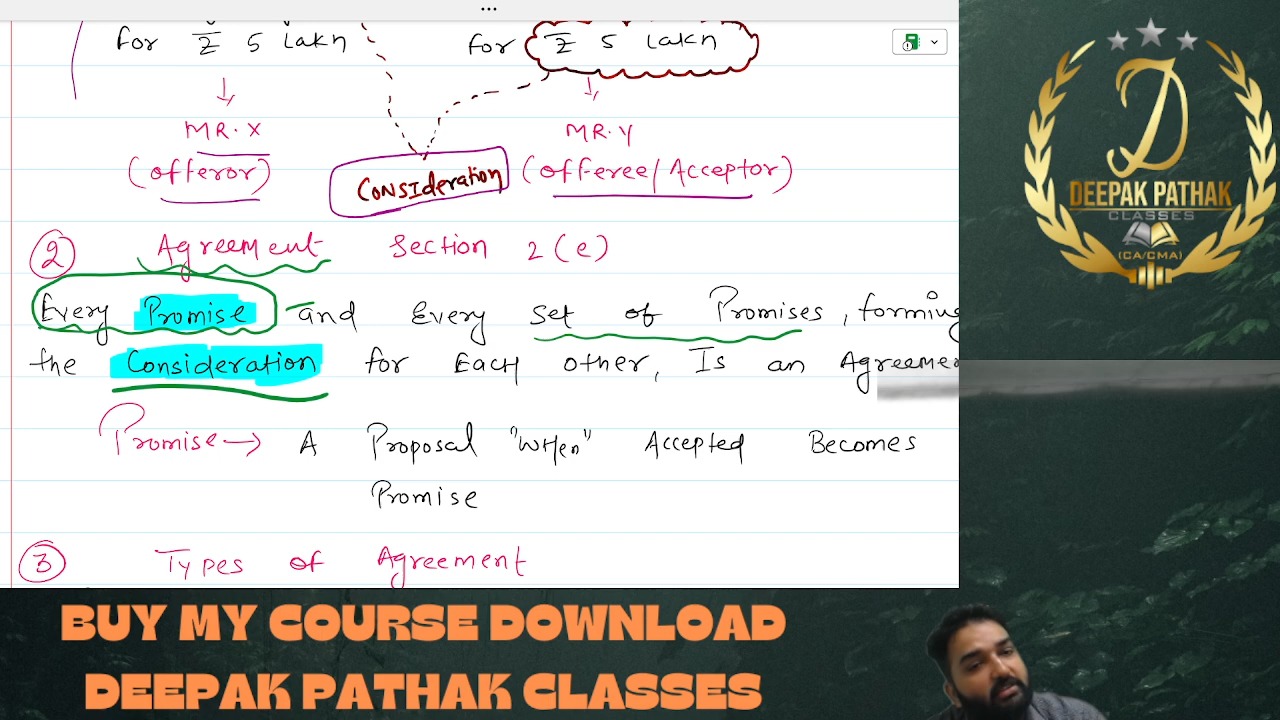 for ₹ 5 Lakh for ₹ 5 Lakh
MR. X MR. Y
(offeror) Consideration (offeree/Acceptor)
② Agreement Section 2(e)
Every Promise and Every set of Promises, forming
the Consideration for Each other, Is an Agreemen
Promise → A Proposal "When" Accepted Becomes
Promise
③ Types of Agreement
D
DEEPAK PATHAK
CLASSES
(CA/CMA)
BUY MY COURSE DOWNLOAD
DEEPAK PATHAK CLASSES